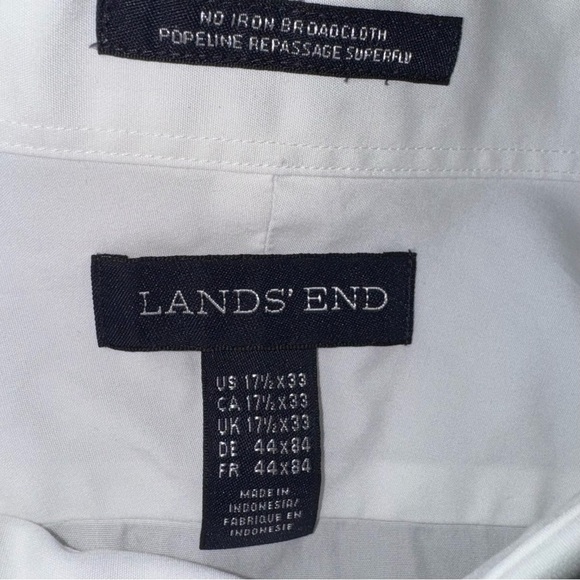 NO IRON BROADCLOTH
POPELINE REPASSAGE SUPERFLU
LANDS' END
US 17½X33
CA 17½X33
UK 17½X33
DE 44X84
FR 44X84
MADE IN
INDONESIA/
FABRIQUE EN
INDONESIE